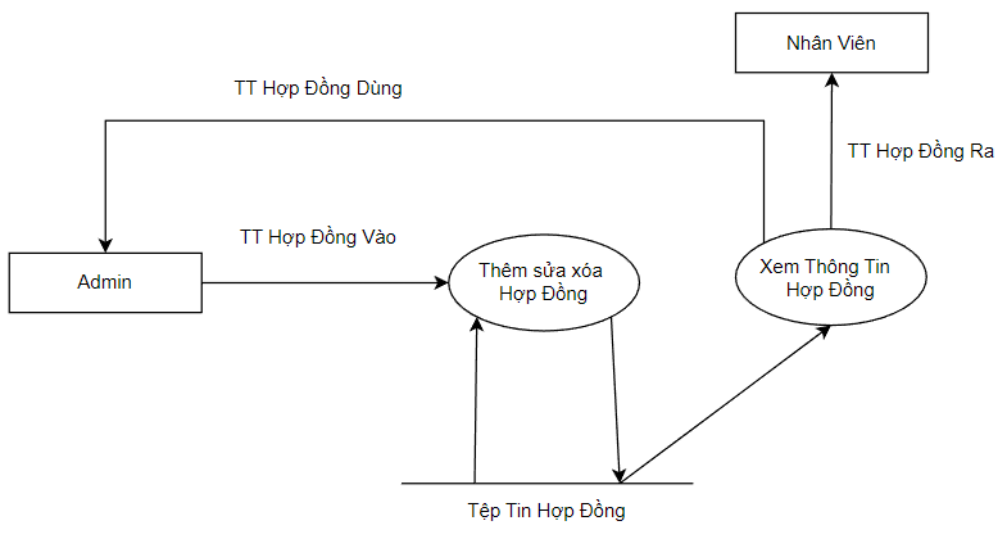 Nhân Viên
TT Hợp Đồng Dùng
TT Hợp Đồng Ra
TT Hợp Đồng Vào
Admin
Thêm sửa xóa
Hợp Đồng
Xem Thông Tin
Hợp Đồng
Tệp Tin Hợp Đồng